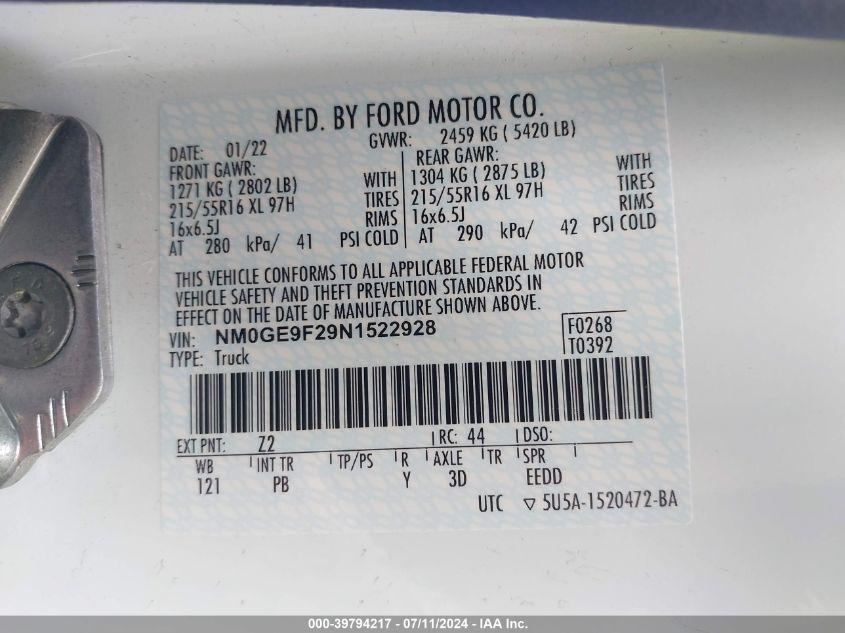 MFD. BY FORD MOTOR CO.
DATE: 01/22 GVWR: 2459 KG ( 5420 LB)
FRONT GAWR: REAR GAWR:
1271 KG ( 2802 LB) WITH 1304 KG ( 2875 LB) WITH
215/55R16 XL 97H TIRES 215/55R16 XL 97H TIRES
16x6.5J RIMS 16x6.5J RIMS
AT 280 kPa/ 41 PSI COLD AT 290 kPa/ 42 PSI COLD
THIS VEHICLE CONFORMS TO ALL APPLICABLE FEDERAL MOTOR
VEHICLE SAFETY AND THEFT PREVENTION STANDARDS IN
EFFECT ON THE DATE OF MANUFACTURE SHOWN ABOVE.
VIN: NM0GE9F29N1522928 F0268
TYPE: Truck T0392
EXT PNT: Z2 RC: 44 DSO:
WB INT TR TP/PS R AXLE TR SPR
121 PB Y 3D EEDD
UTC ▽ 5U5A-1520472-BA
000-39794217 - 07/11/2024 - IAA Inc.